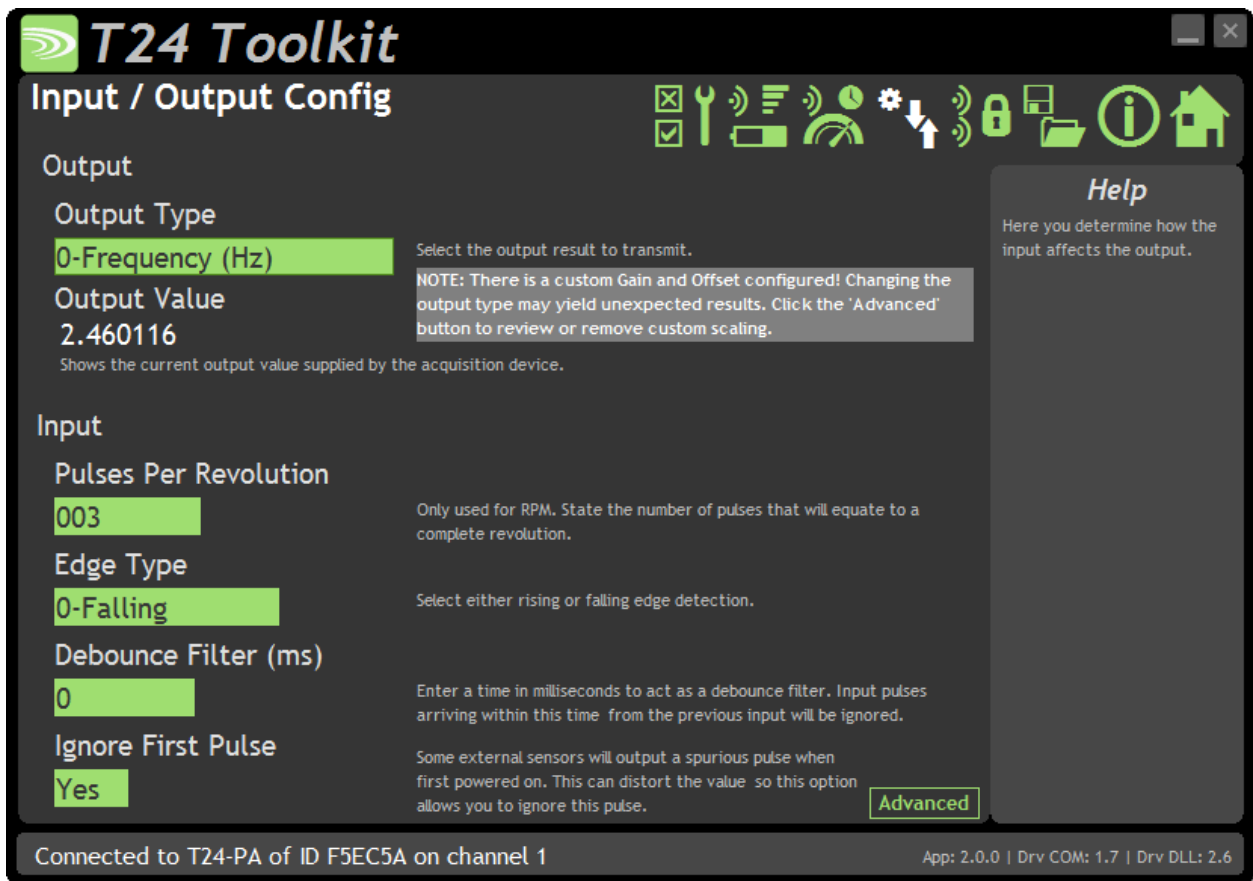 T24 Toolkit
Input / Output Config
Output
Output Type
0-Frequency (Hz)
Select the output result to transmit.
NOTE: There is a custom Gain and Offset configured! Changing the
output type may yield unexpected results. Click the 'Advanced'
button to review or remove custom scaling.
Output Value
2.460116
Shows the current output value supplied by the acquisition device.
Input
Pulses Per Revolution
003
Only used for RPM. State the number of pulses that will equate to a
complete revolution.
Edge Type
0-Falling
Select either rising or falling edge detection.
Debounce Filter (ms)
0
Enter a time in milliseconds to act as a debounce filter. Input pulses
arriving within this time from the previous input will be ignored.
Ignore First Pulse
Yes
Some external sensors will output a spurious pulse when
first powered on. This can distort the value so this option
allows you to ignore this pulse.
Advanced
Help
Here you determine how the
input affects the output.
Connected to T24-PA of ID F5EC5A on channel 1
App: 2.0.0 | Drv COM: 1.7 | Drv DLL: 2.6